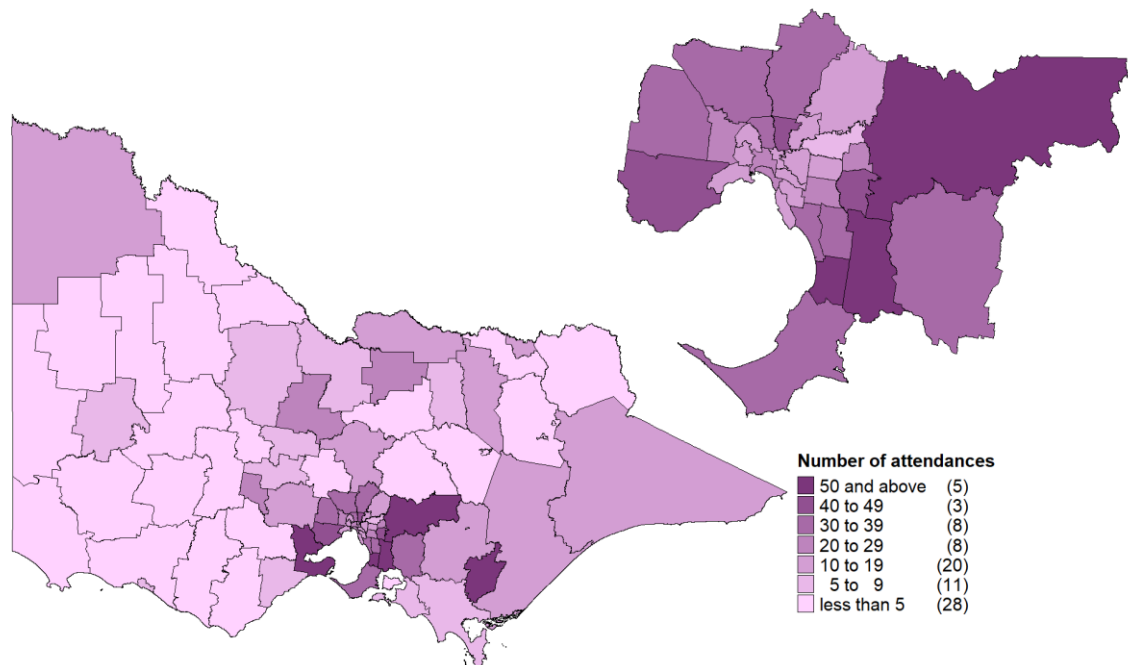 Number of attendances
50 and above (5)
40 to 49 (3)
30 to 39 (8)
20 to 29 (8)
10 to 19 (20)
5 to 9 (11)
less than 5 (28)